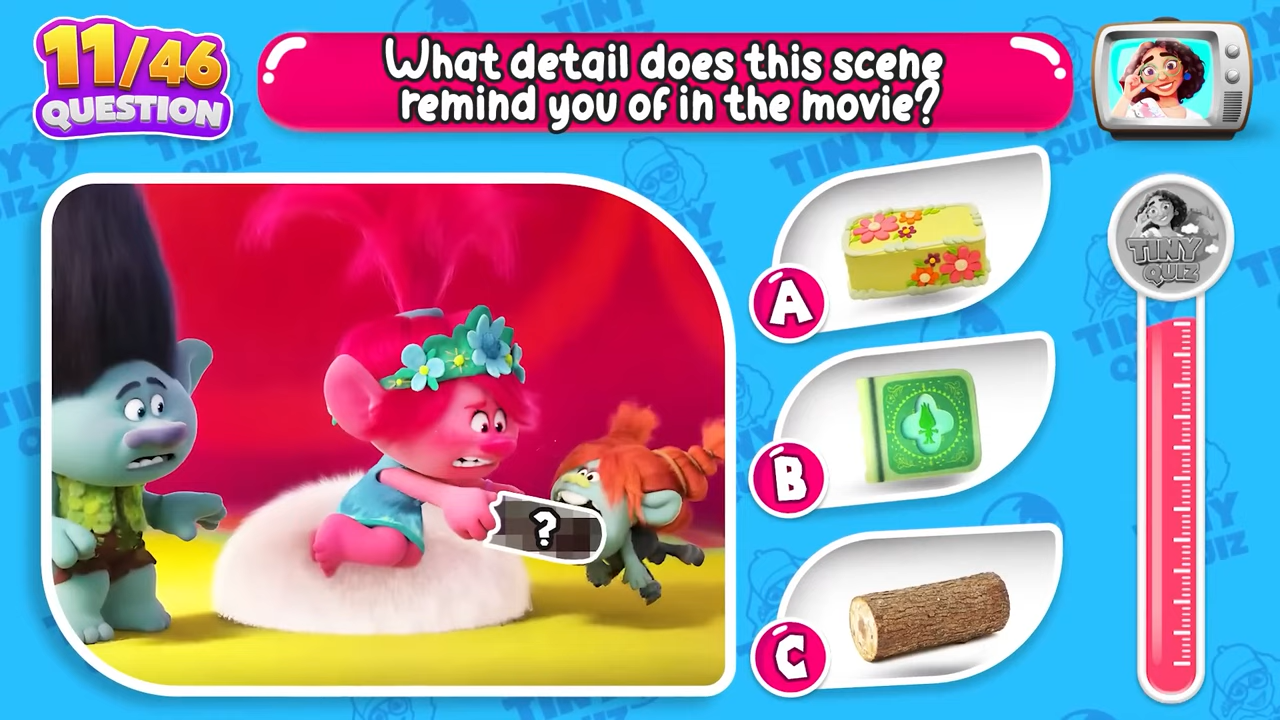 11/46
QUESTION
What detail does this scene
remind you of in the movie?
?
A
B
C
TINY
QUIZ